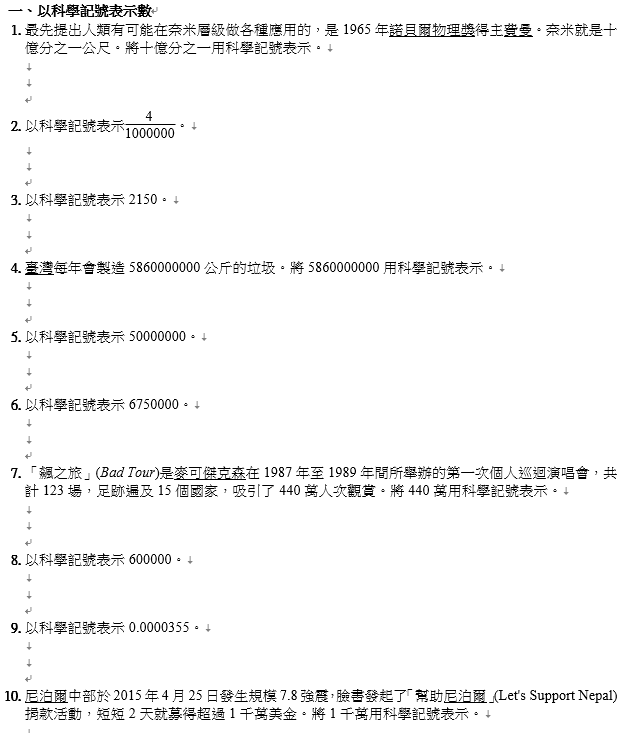 一、以科學記號表示數
1. 最先提出人類有可能在奈米層級做各種應用的，是 1965 年諾貝爾物理獎得主費曼。奈米就是十
億分之一公尺。將十億分之一用科學記號表示。
2. 以科學記號表示 4/1000000。
3. 以科學記號表示 2150。
4. 臺灣每年會製造 5860000000 公斤的垃圾。將 5860000000 用科學記號表示。
5. 以科學記號表示 50000000。
6. 以科學記號表示 6750000。
7. 「飆之旅」(Bad Tour)是麥可傑克森在 1987 年至 1989 年間所舉辦的第一次個人巡迴演唱會，共
計 123 場，足跡遍及 15 個國家，吸引了 440 萬人次觀賞。將 440 萬用科學記號表示。
8. 以科學記號表示 600000。
9. 以科學記號表示 0.0000355。
10. 尼泊爾中部於 2015 年 4 月 25 日發生規模 7.8 強震，臉書發起了「幫助尼泊爾」(Let's Support Nepal)
捐款活動，短短 2 天就募得超過 1 千萬美金。將 1 千萬用科學記號表示。